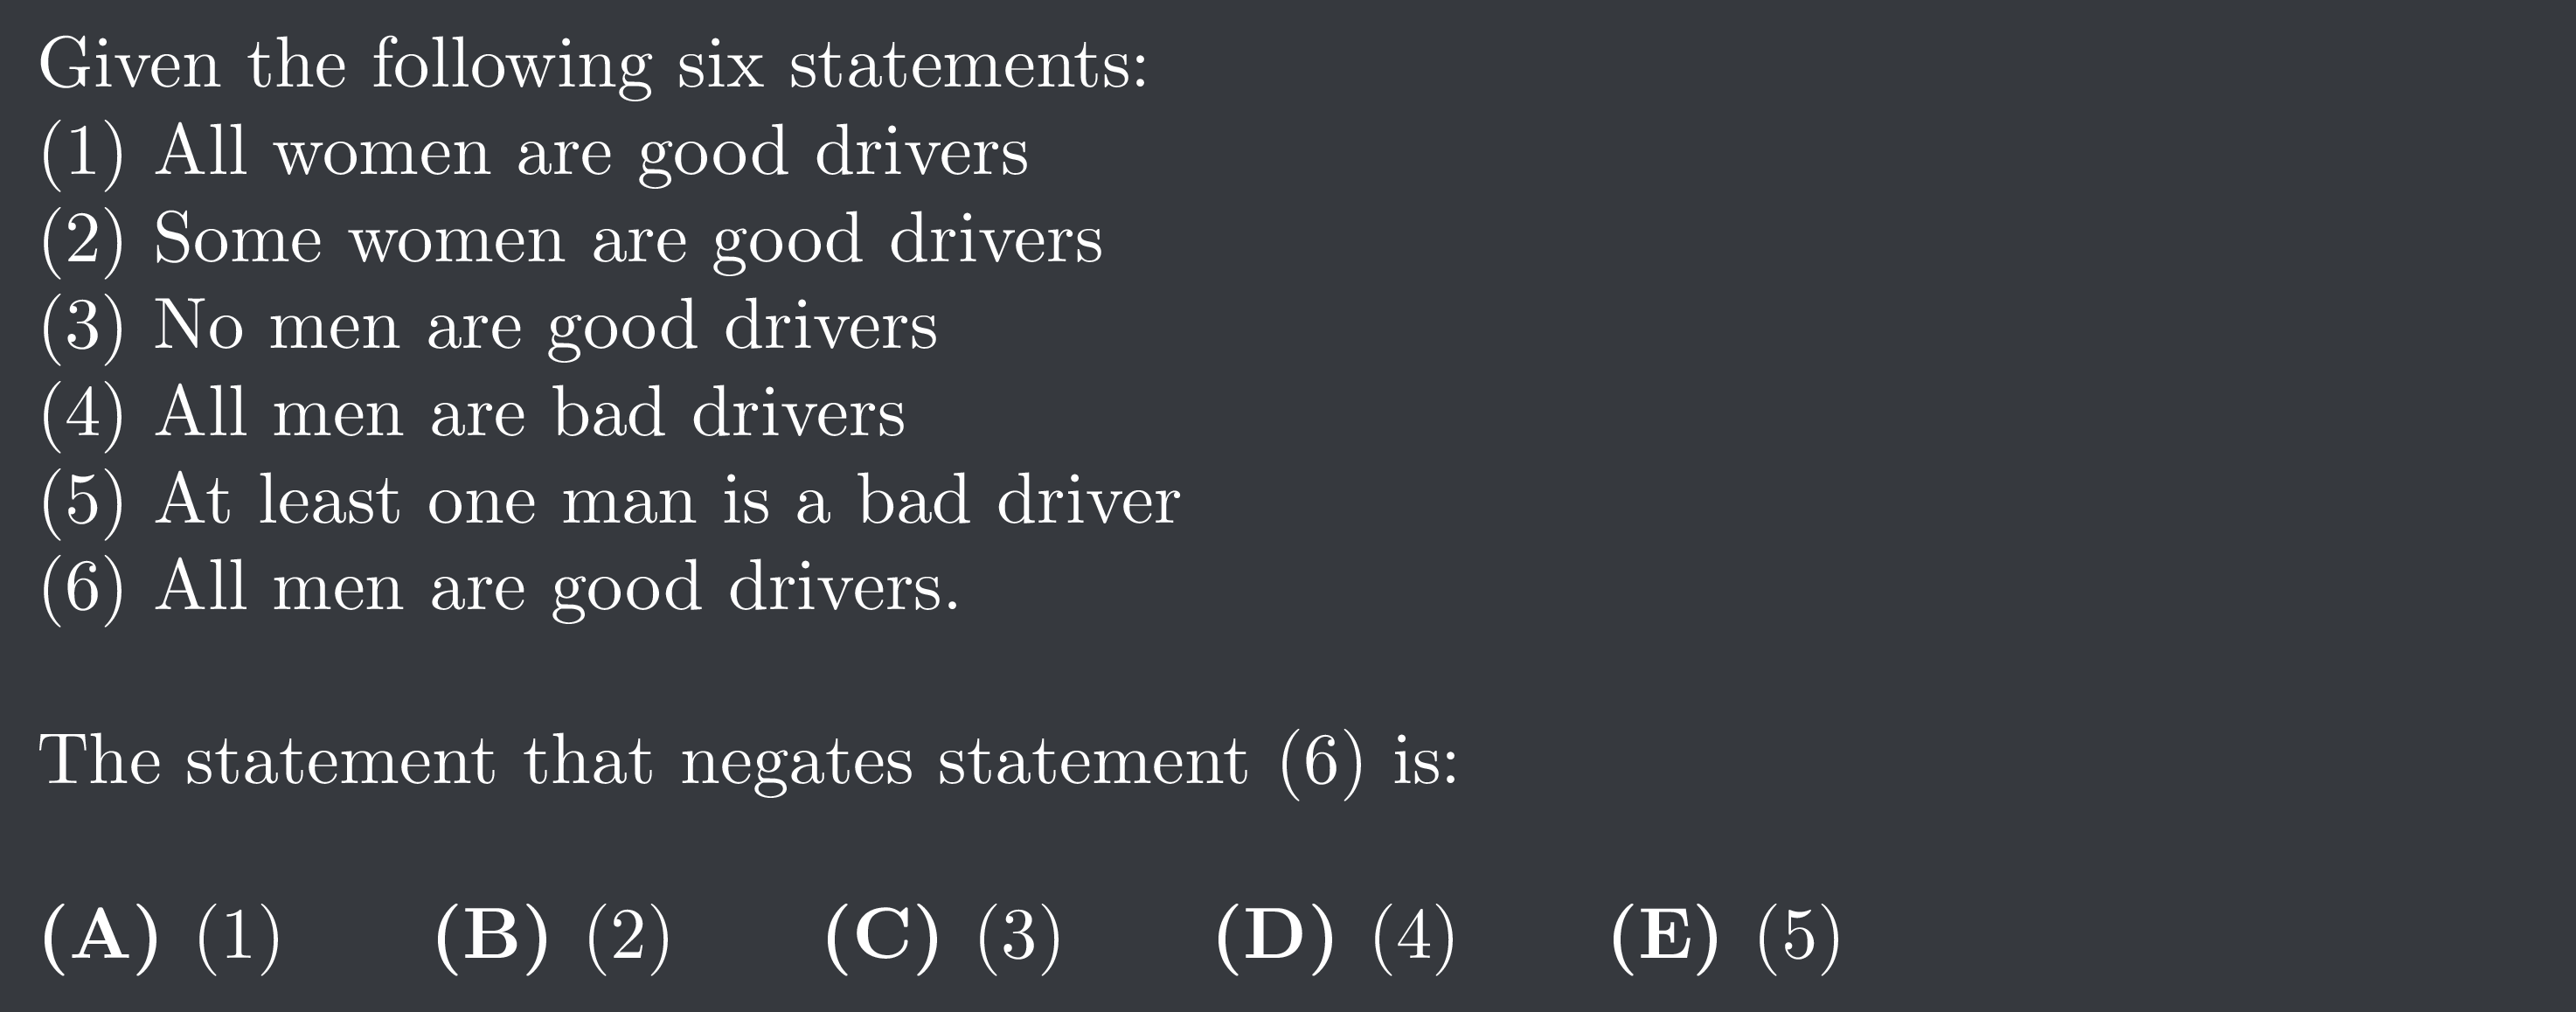 Given the following six statements:
(1) All women are good drivers
(2) Some women are good drivers
(3) No men are good drivers
(4) All men are bad drivers
(5) At least one man is a bad driver
(6) All men are good drivers.
The statement that negates statement (6) is:
(A) (1) (B) (2) (C) (3) (D) (4) (E) (5)